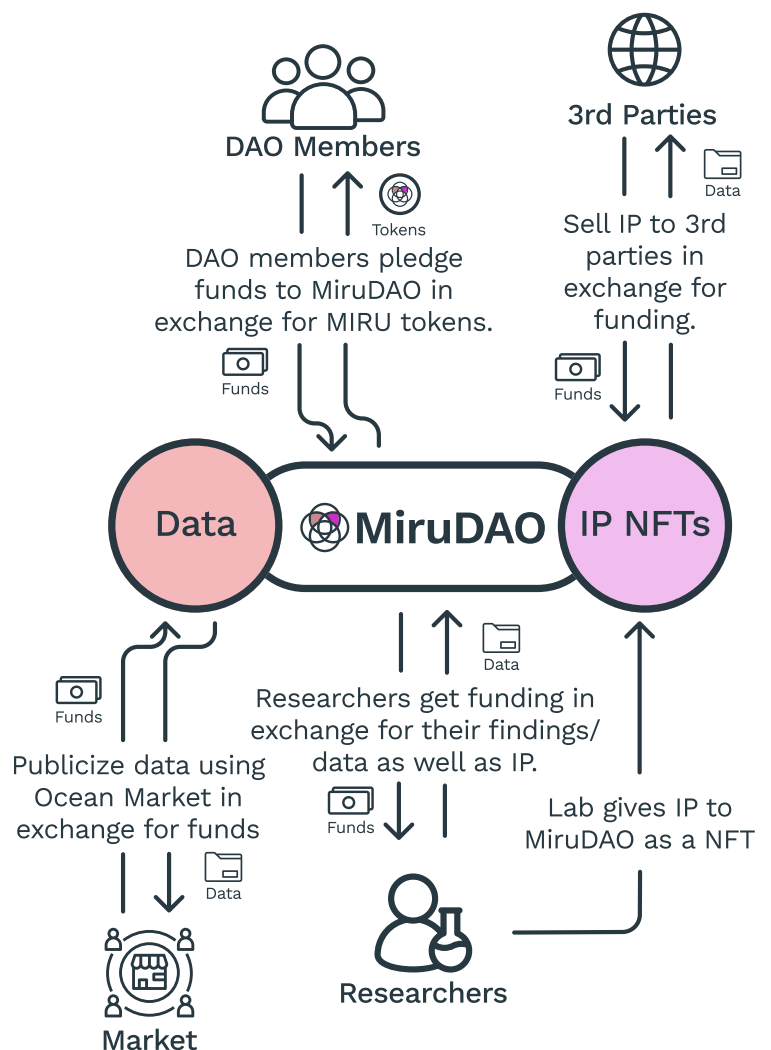 3rd Parties
DAO Members
Data
Tokens
Sell IP to 3rd
parties in
exchange for
funding.
DAO members pledge
funds to MiruDAO in
exchange for MIRU tokens.
Funds
Funds
Data
MiruDAO
IP NFTs
Data
Funds
Researchers get funding in
exchange for their findings/
data as well as IP.
Publicize data using
Ocean Market in
exchange for funds
Funds
Lab gives IP to
MiruDAO as a NFT
Data
Researchers
Market